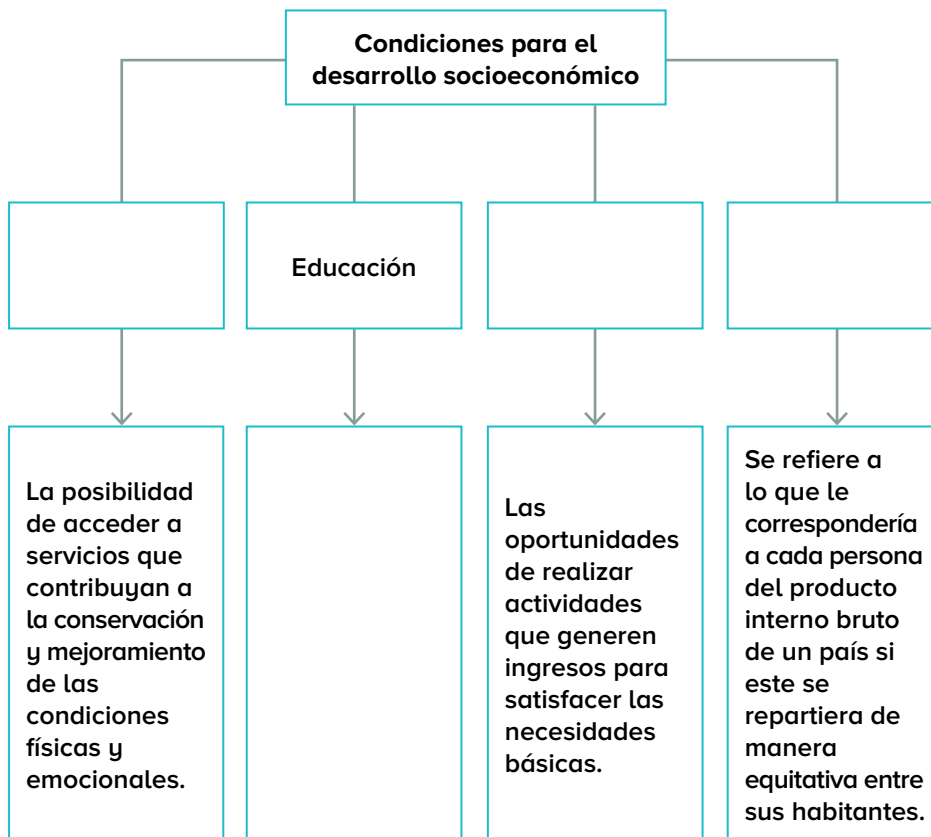 Condiciones para el
desarrollo socioeconómico
Educación
La posibilidad
de acceder a
servicios que
contribuyan a
la conservación
y mejoramiento
de las
condiciones
físicas y
emocionales.
Las
oportunidades
de realizar
actividades
que generen
ingresos para
satisfacer las
necesidades
básicas.
Se refiere a
lo que le
correspondería
a cada persona
del producto
interno bruto
de un país si
este se
repartiera de
manera
equitativa entre
sus habitantes.